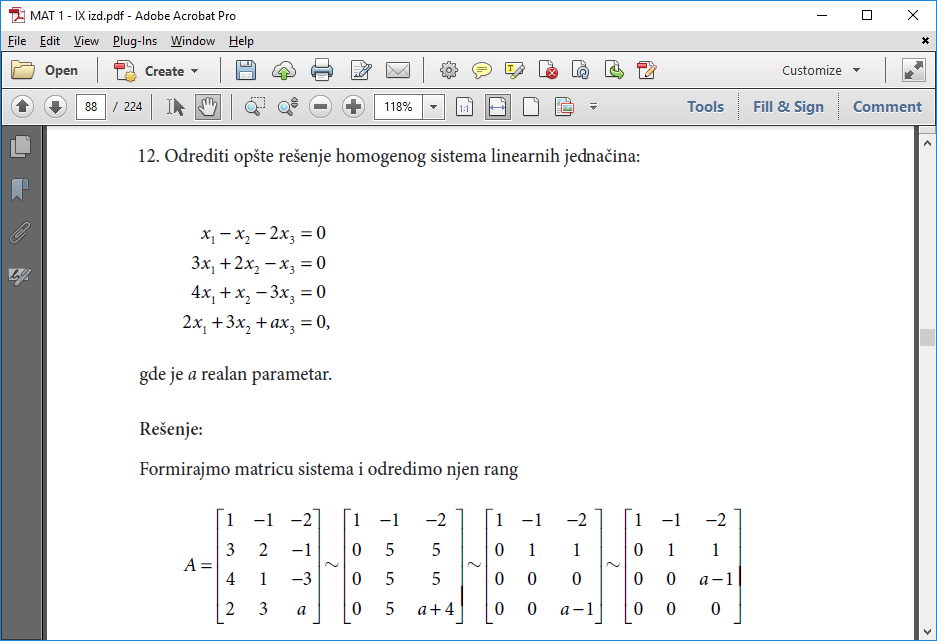 MAT 1 - IX izd.pdf - Adobe Acrobat Pro
File Edit View Plug-Ins Window Help
Open Create Customize
88 / 224 118% Tools Fill & Sign Comment
12. Odrediti opšte rešenje homogenog sistema linearnih jednačina:
x₁ − x₂ − 2x₃ = 0
3x₁ + 2x₂ − x₃ = 0
4x₁ + x₂ − 3x₃ = 0
2x₁ + 3x₂ + ax₃ = 0,
gde je a realan parametar.
Rešenje:
Formirajmo matricu sistema i odredimo njen rang
1 −1 −2 1 −1 −2 1 −1 −2 1 −1 −2
3 2 −1 0 5 5 0 1 1 0 1 1
A = ∼ ∼ ∼
4 1 −3 0 5 5 0 0 0 0 0 a−1
2 3 a 0 5 a+4 0 0 a−1 0 0 0